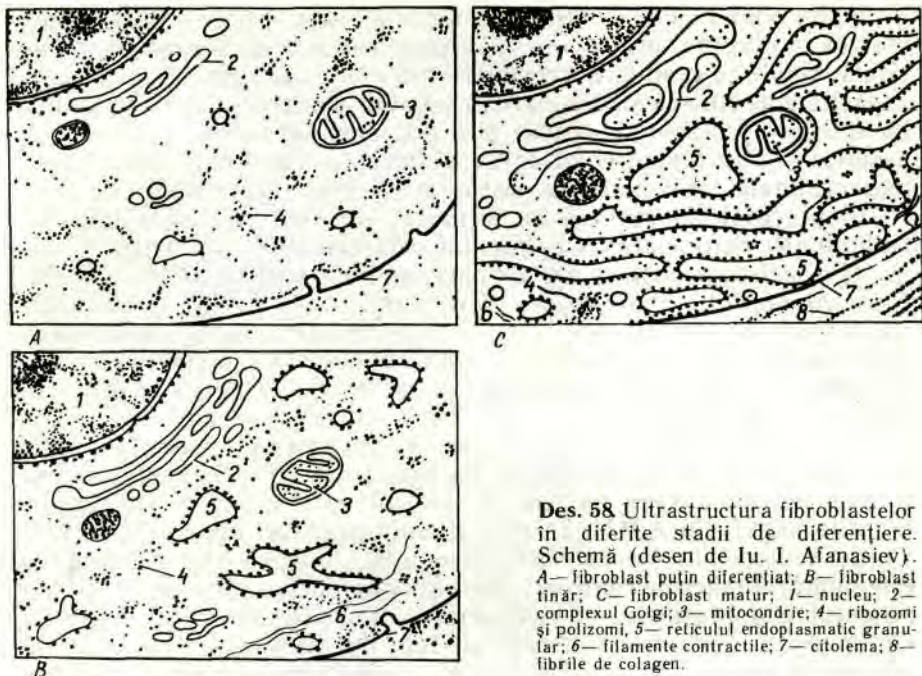 1
2
3
4
7
A
1
2
5
3
5
4
6
7
8
C
1
2
3
5
4
5
6
7
B
Des. 58. Ultrastructura fibroblastelor
în diferite stadii de diferențiere.
Schemă (desen de Iu. I. Afanasiev).
A— fibroblast puțin diferențiat; B— fibroblast
tînăr; C— fibroblast matur; 1— nucleu; 2—
complexul Golgi; 3— mitocondrie; 4— ribozomi
și polizomi, 5— reticulul endoplasmatic granu-
lar; 6— filamente contractile; 7— citolema; 8—
fibrile de colagen.